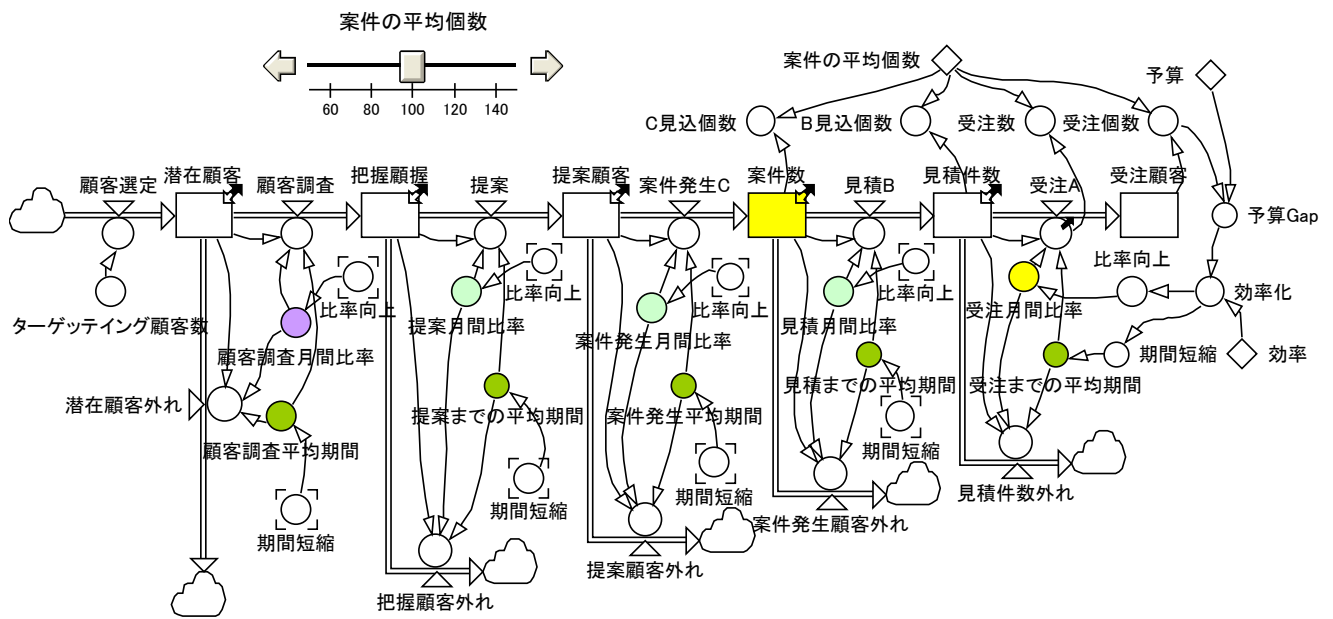 案件の平均個数
60 80 100 120 140
案件の平均個数
予算
C見込個数
B見込個数
受注数
受注個数
顧客選定
潜在顧客
顧客調査
把握顧握
提案
提案顧客
案件発生C
案件数
見積B
見積件数
受注A
受注顧客
予算Gap
比率向上
ターゲッテイング顧客数
比率向上
比率向上
比率向上
比率向上
効率化
顧客調査月間比率
提案月間比率
案件発生月間比率
見積月間比率
受注月間比率
期間短縮
効率
潜在顧客外れ
顧客調査平均期間
提案までの平均期間
案件発生平均期間
見積までの平均期間
受注までの平均期間
期間短縮
期間短縮
期間短縮
期間短縮
把握顧客外れ
提案顧客外れ
案件発生顧客外れ
見積件数外れ